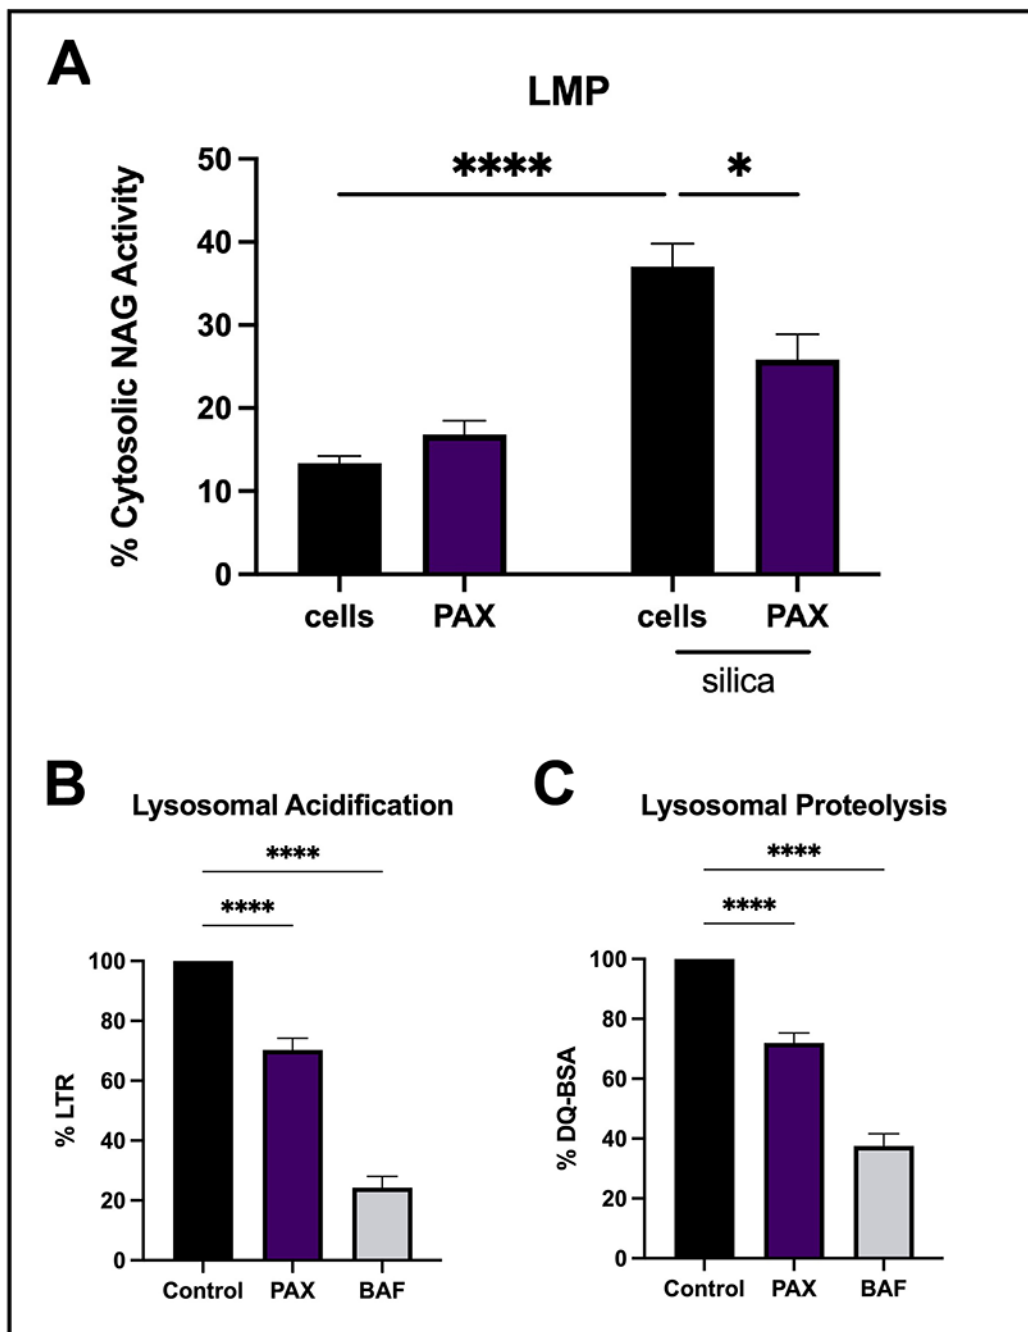 A
LMP
**** *
50
40
30
20
10
0
% Cytosolic NAG Activity
cells PAX cells PAX
silica
B
Lysosomal Acidification
****
****
100
80
60
40
20
0
% LTR
Control PAX BAF
C
Lysosomal Proteolysis
****
****
100
80
60
40
20
0
% DQ-BSA
Control PAX BAF